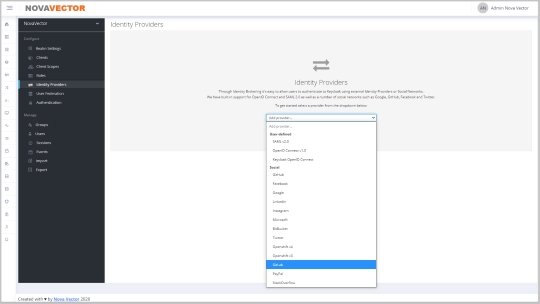 NOVAVECTOR
AM Admin Nova Vector
NovaVector
Configure
Realm Settings
Clients
Client Scopes
Roles
Identity Providers
User Federation
Authentication
Manage
Groups
Users
Sessions
Events
Import
Export
Identity Providers
Identity Providers
Through Identity Brokering it's easy to allow users to authenticate to Keycloak using external Identity Providers or Social Networks.
We have built-in support for OpenID Connect and SAML 2.0 as well as a number of social networks such as Google, GitHub, Facebook and Twitter.
To get started select a provider from the dropdown below.
Add provider...
Add provider...
User-defined
SAML v2.0
OpenID Connect v1.0
Keycloak OpenID Connect
Social
GitHub
Facebook
Google
LinkedIn
Instagram
Microsoft
BitBucket
Twitter
Openshift v4
Openshift v3
GitLab
PayPal
StackOverflow
Created with ♥ by Nova Vector 2020